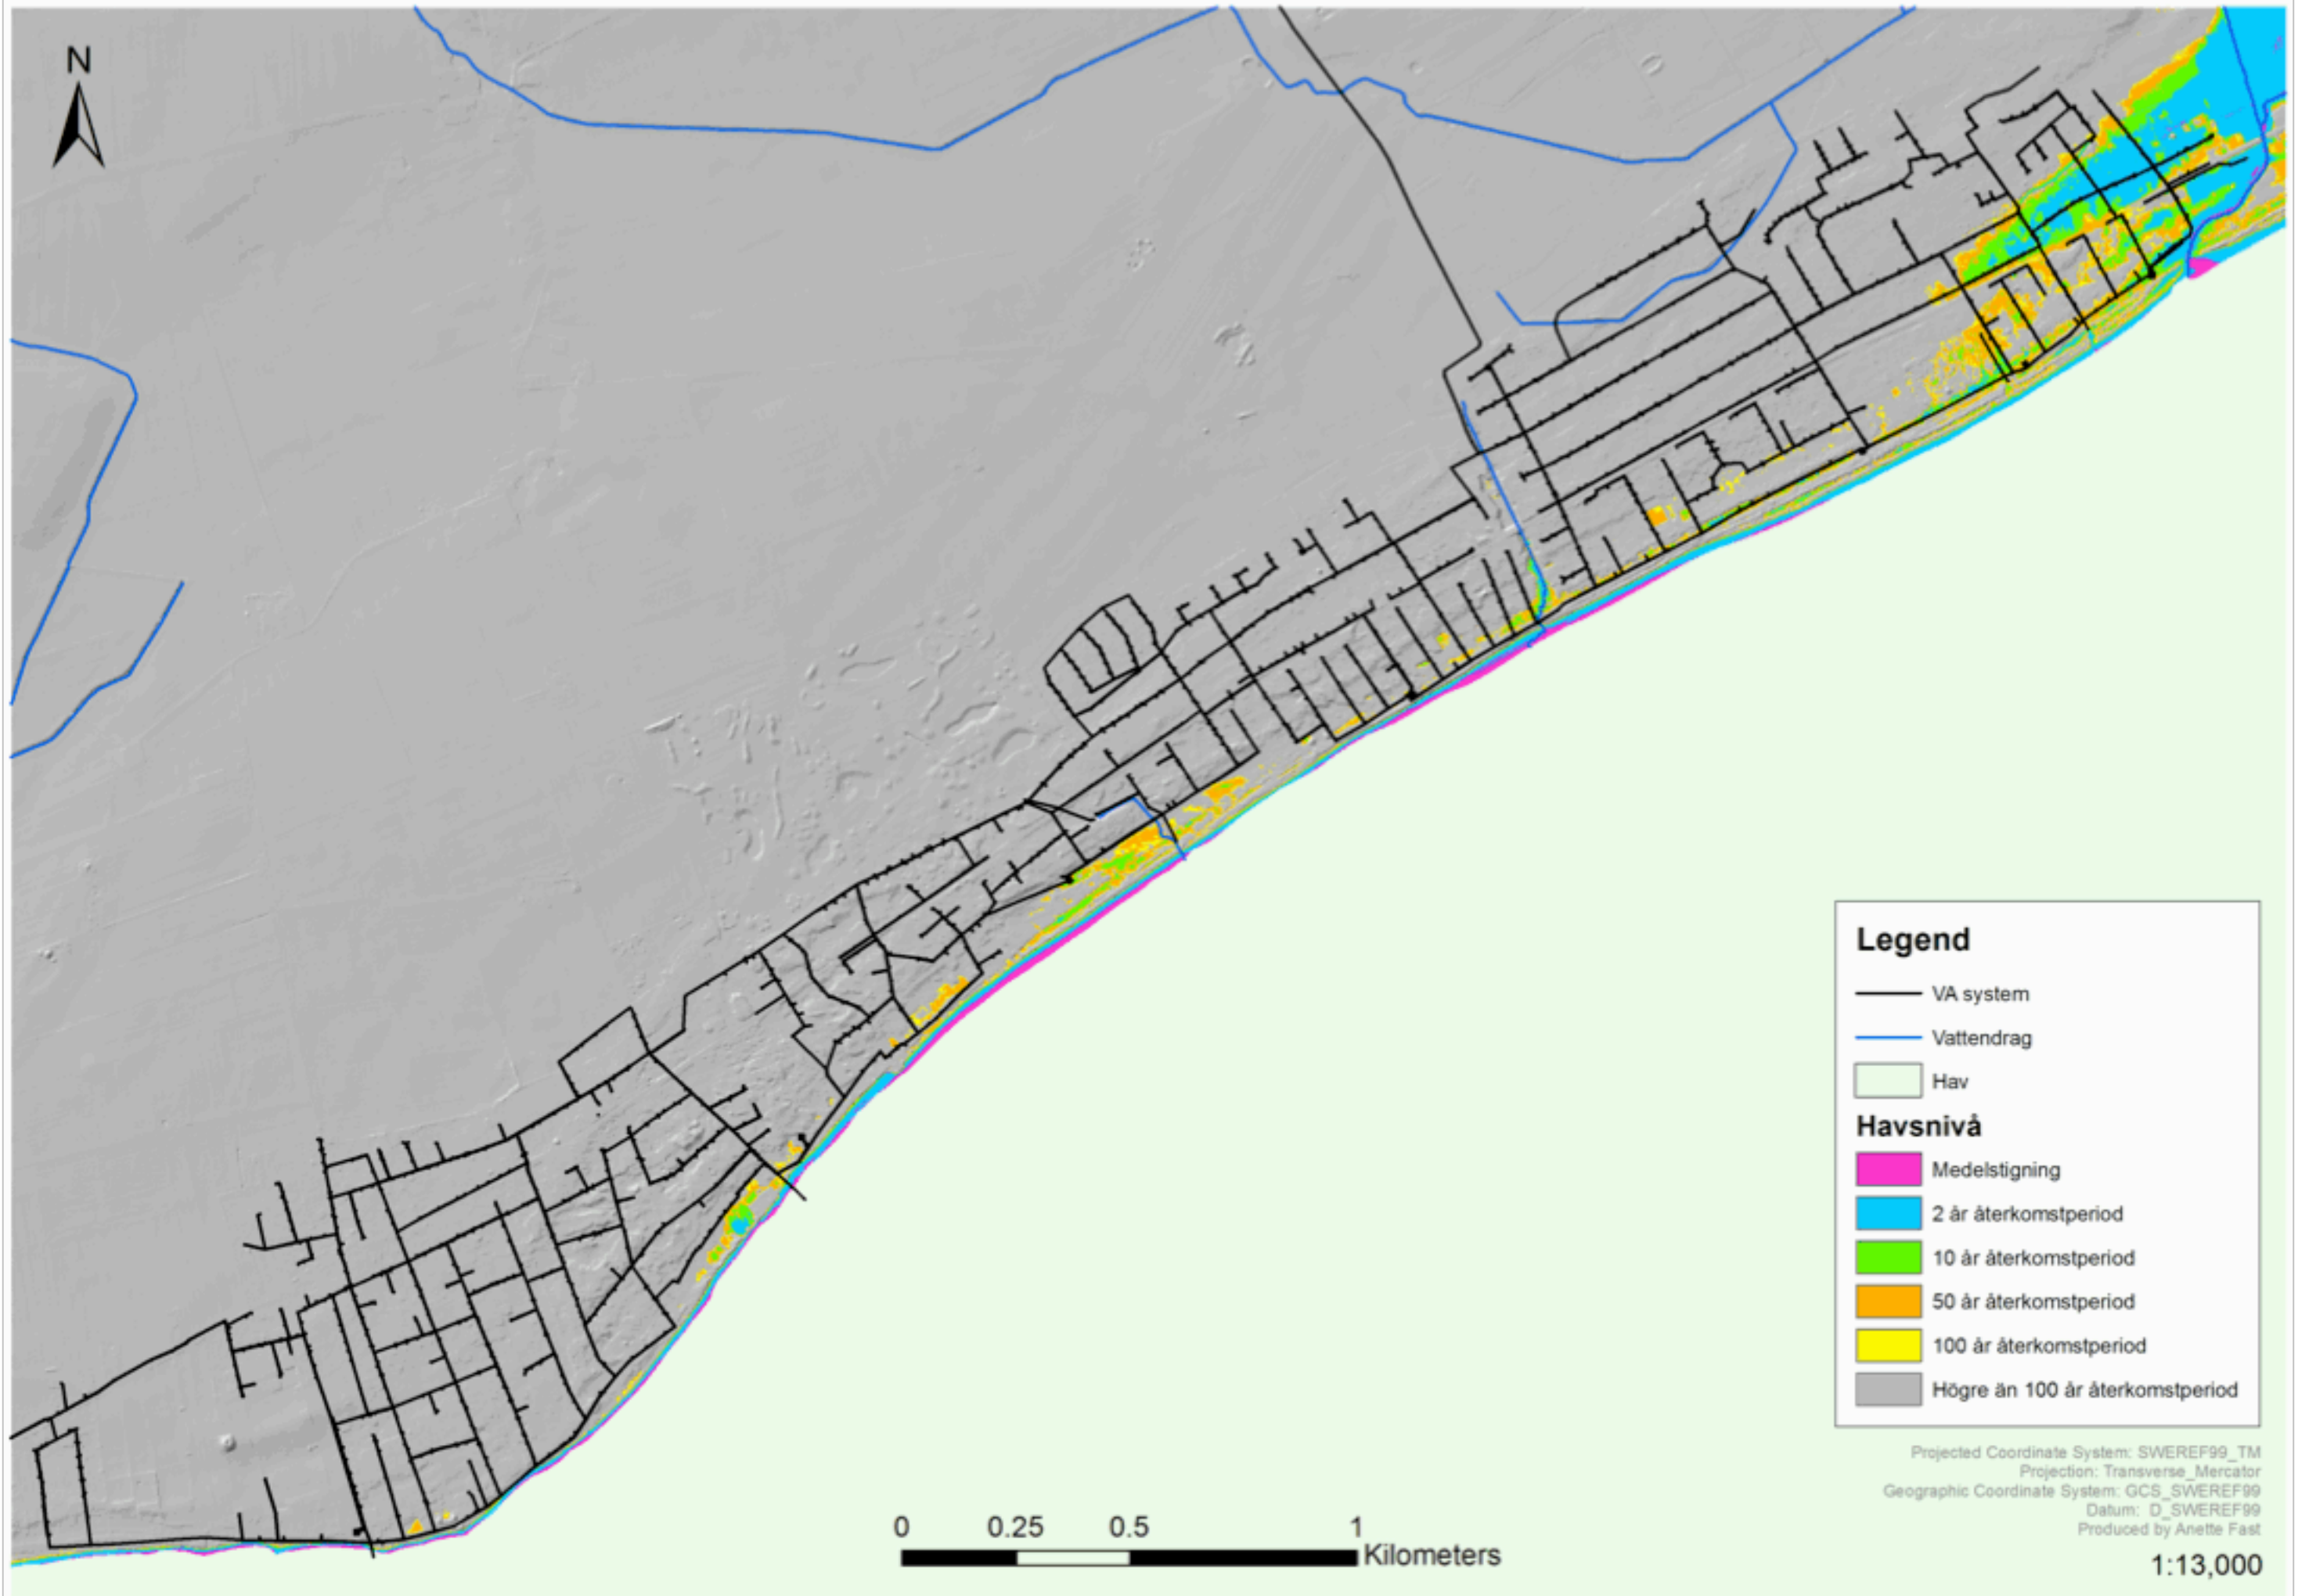 N
Legend
VA system
Vattendrag
Hav
Havsnivå
Medelstigning
2 år återkomstperiod
10 år återkomstperiod
50 år återkomstperiod
100 år återkomstperiod
Högre än 100 år återkomstperiod
Projected Coordinate System: SWEREF99_TM
Projection: Transverse_Mercator
Geographic Coordinate System: GCS_SWEREF99
Datum: D_SWEREF99
Produced by Anette Fast
1:13,000
0 0.25 0.5 1
Kilometers